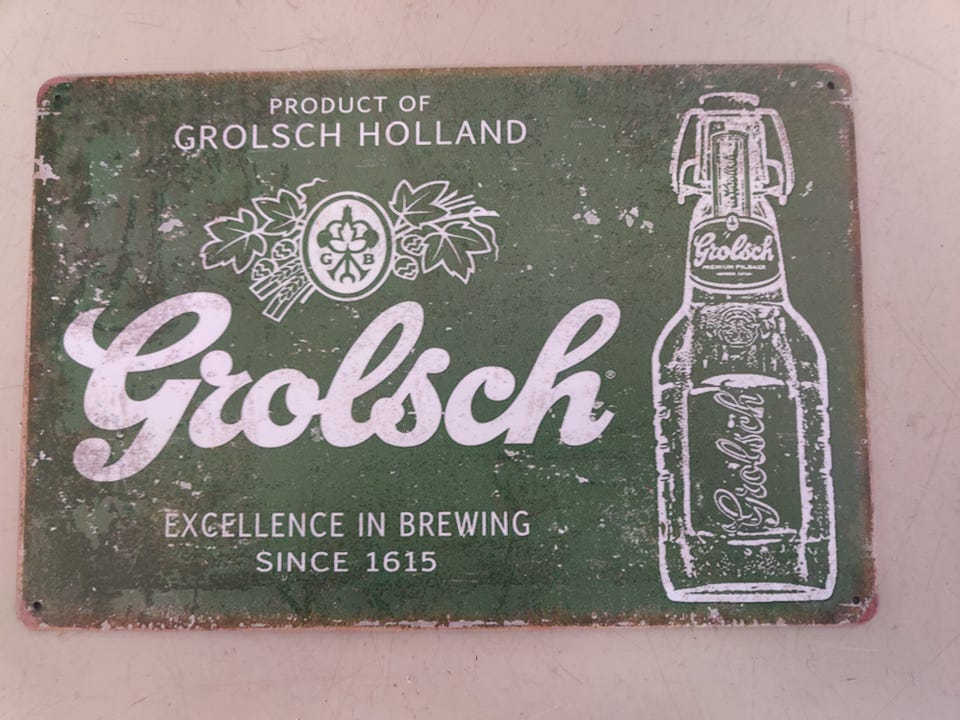 PRODUCT OF
GROLSCH HOLLAND
G B
Grolsch®
EXCELLENCE IN BREWING
SINCE 1615
Grolsch
PREMIUM PILSNER
Grolsch